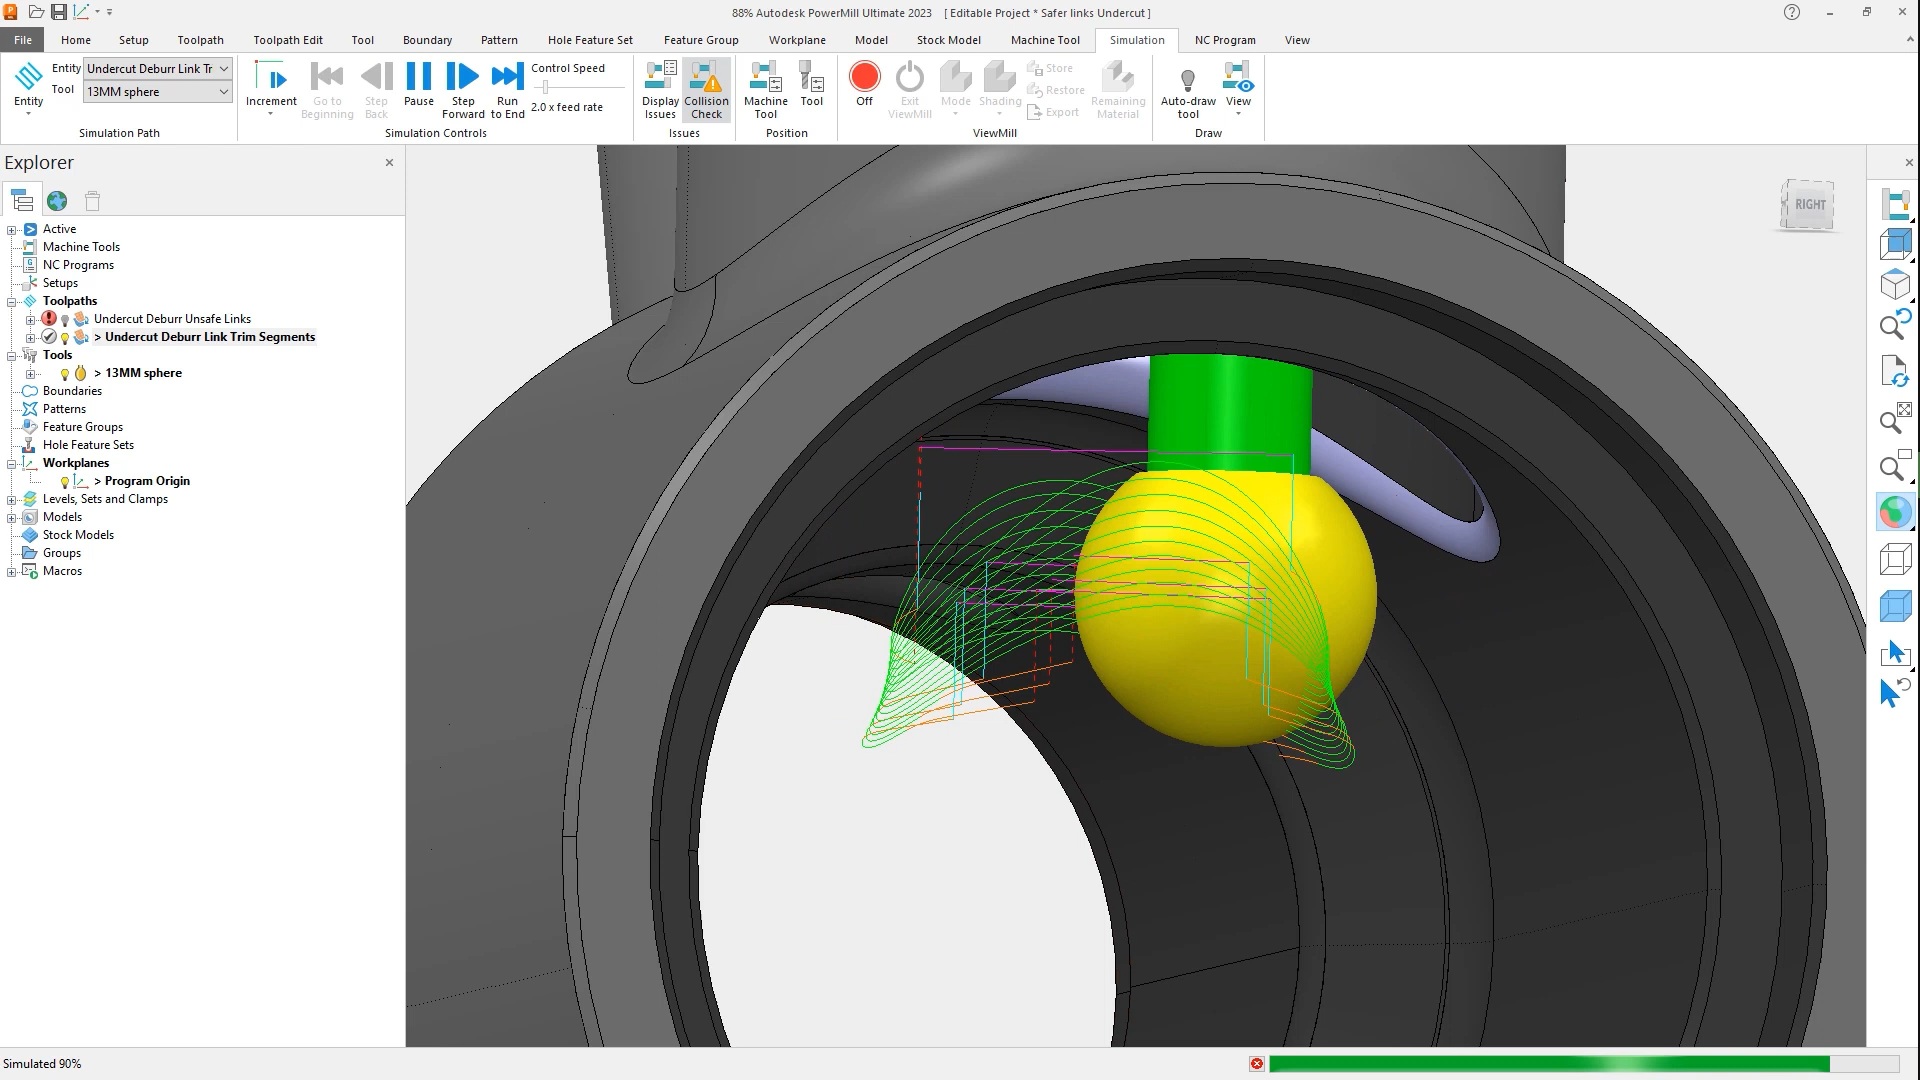 88% Autodesk PowerMill Ultimate 2023 [ Editable Project * Safer links Undercut ]
File Home Setup Toolpath Toolpath Edit Tool Boundary Pattern Hole Feature Set Feature Group Workplane Model Stock Model Machine Tool Simulation NC Program View
Entity
Entity Undercut Deburr Link Tr
Tool 13MM sphere
Simulation Path
Increment
Go to Beginning
Step Back
Pause
Step Forward
Run to End
Control Speed
2.0 x feed rate
Simulation Controls
Display Issues
Collision Check
Issues
Machine Tool
Tool
Position
Off
Exit ViewMill
Mode
Shading
Store
Restore
Export
Remaining Material
ViewMill
Auto-draw tool
View
Draw
Explorer
Active
Machine Tools
NC Programs
Setups
Toolpaths
Undercut Deburr Unsafe Links
> Undercut Deburr Link Trim Segments
Tools
> 13MM sphere
Boundaries
Patterns
Feature Groups
Hole Feature Sets
Workplanes
> Program Origin
Levels, Sets and Clamps
Models
Stock Models
Groups
Macros
RIGHT
Simulated 90%